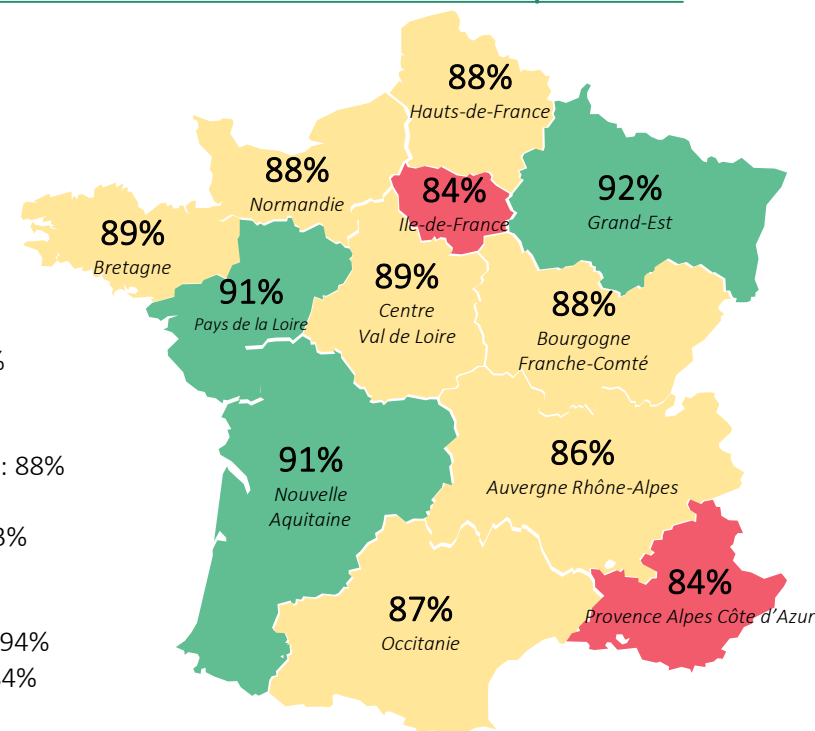 88%
Hauts-de-France
88%
Normandie
84%
Ile-de-France
92%
Grand-Est
89%
Bretagne
91%
Pays de la Loire
89%
Centre
Val de Loire
88%
Bourgogne
Franche-Comté
%
: 88%
91%
Nouvelle
Aquitaine
86%
Auvergne Rhône-Alpes
%
84%
Provence Alpes Côte d’Azur
87%
Occitanie
94%
4%